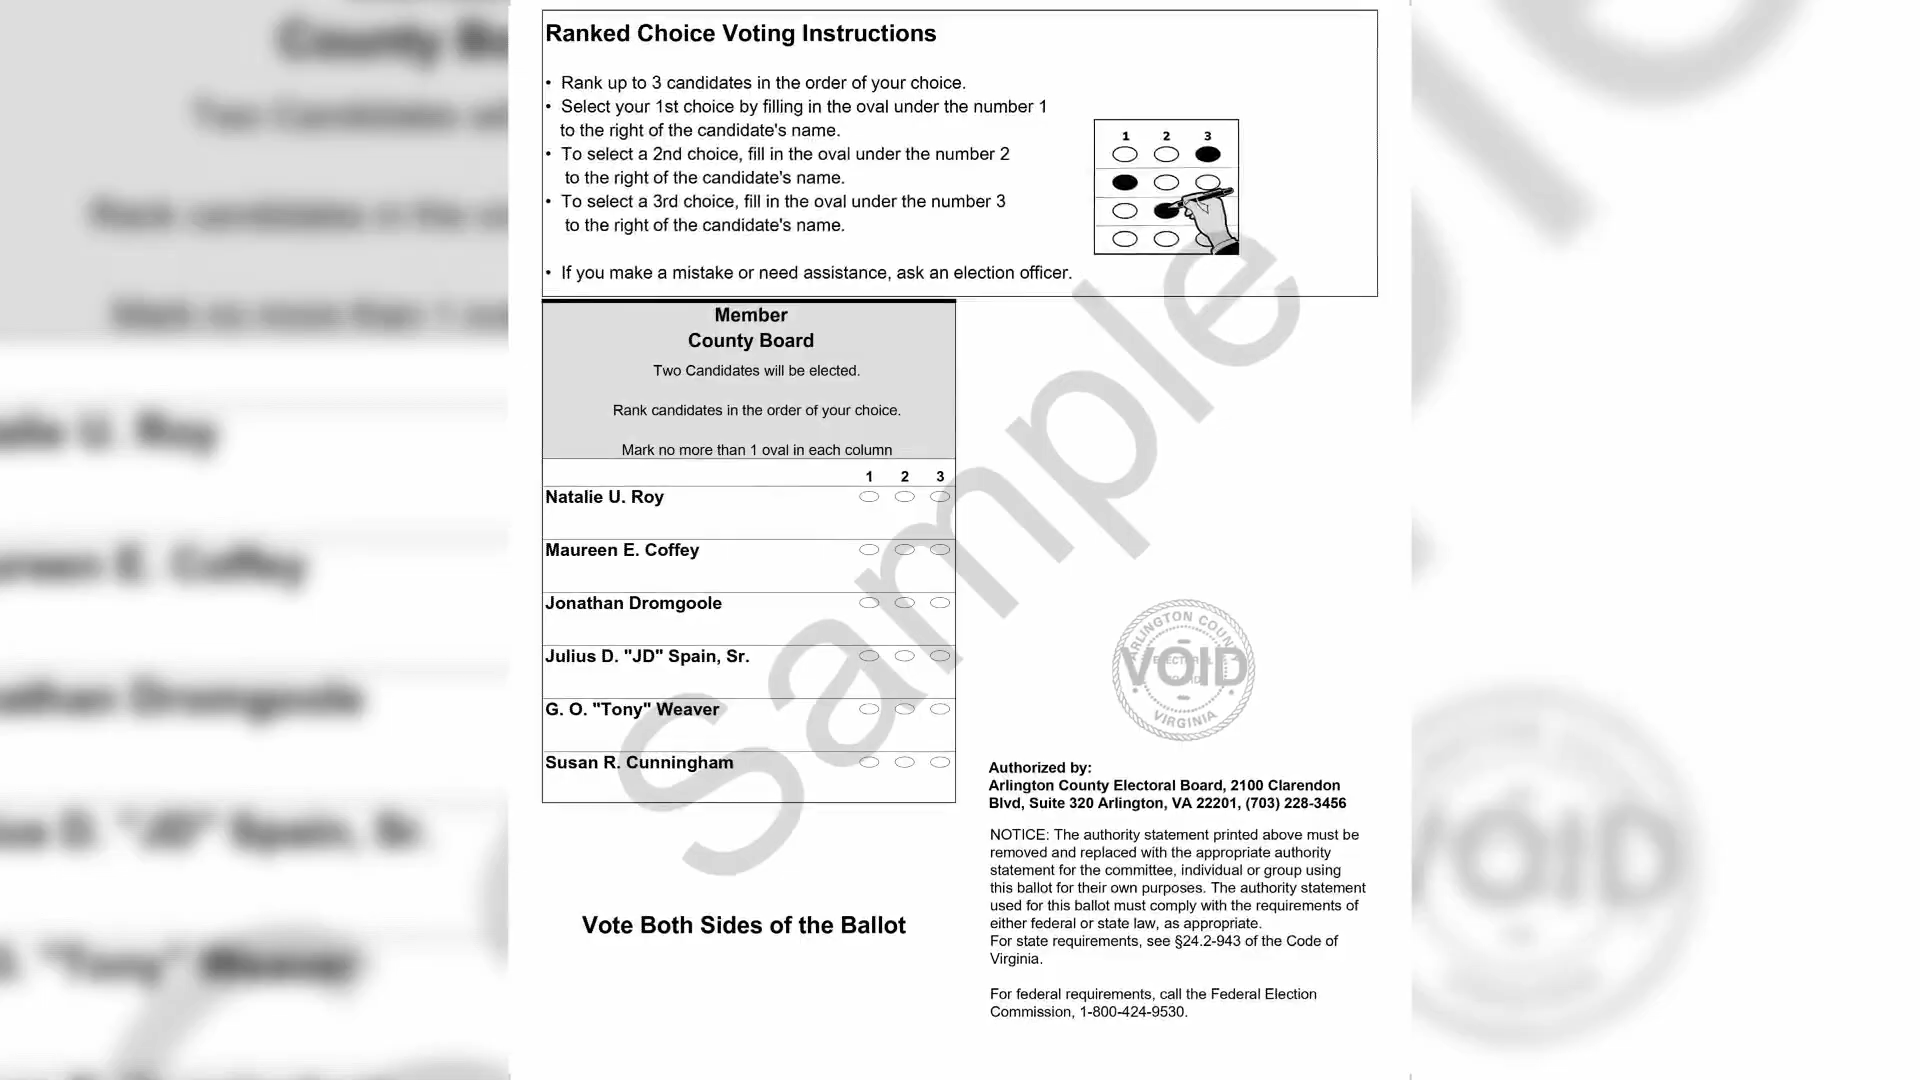 Ranked Choice Voting Instructions
• Rank up to 3 candidates in the order of your choice.
• Select your 1st choice by filling in the oval under the number 1
to the right of the candidate's name.
• To select a 2nd choice, fill in the oval under the number 2
to the right of the candidate's name.
• To select a 3rd choice, fill in the oval under the number 3
to the right of the candidate's name.
• If you make a mistake or need assistance, ask an election officer.
1 2 3
Member
County Board
Two Candidates will be elected.
Rank candidates in the order of your choice.
Mark no more than 1 oval in each column
1 2 3
Natalie U. Roy
Maureen E. Coffey
Jonathan Dromgoole
Julius D. "JD" Spain, Sr.
G. O. "Tony" Weaver
Susan R. Cunningham
Vote Both Sides of the Ballot
Sample
ARLINGTON COUNTY
VOID
VIRGINIA
Authorized by:
Arlington County Electoral Board, 2100 Clarendon
Blvd, Suite 320 Arlington, VA 22201, (703) 228-3456
NOTICE: The authority statement printed above must be
removed and replaced with the appropriate authority
statement for the committee, individual or group using
this ballot for their own purposes. The authority statement
used for this ballot must comply with the requirements of
either federal or state law, as appropriate.
For state requirements, see §24.2-943 of the Code of
Virginia.
For federal requirements, call the Federal Election
Commission, 1-800-424-9530.